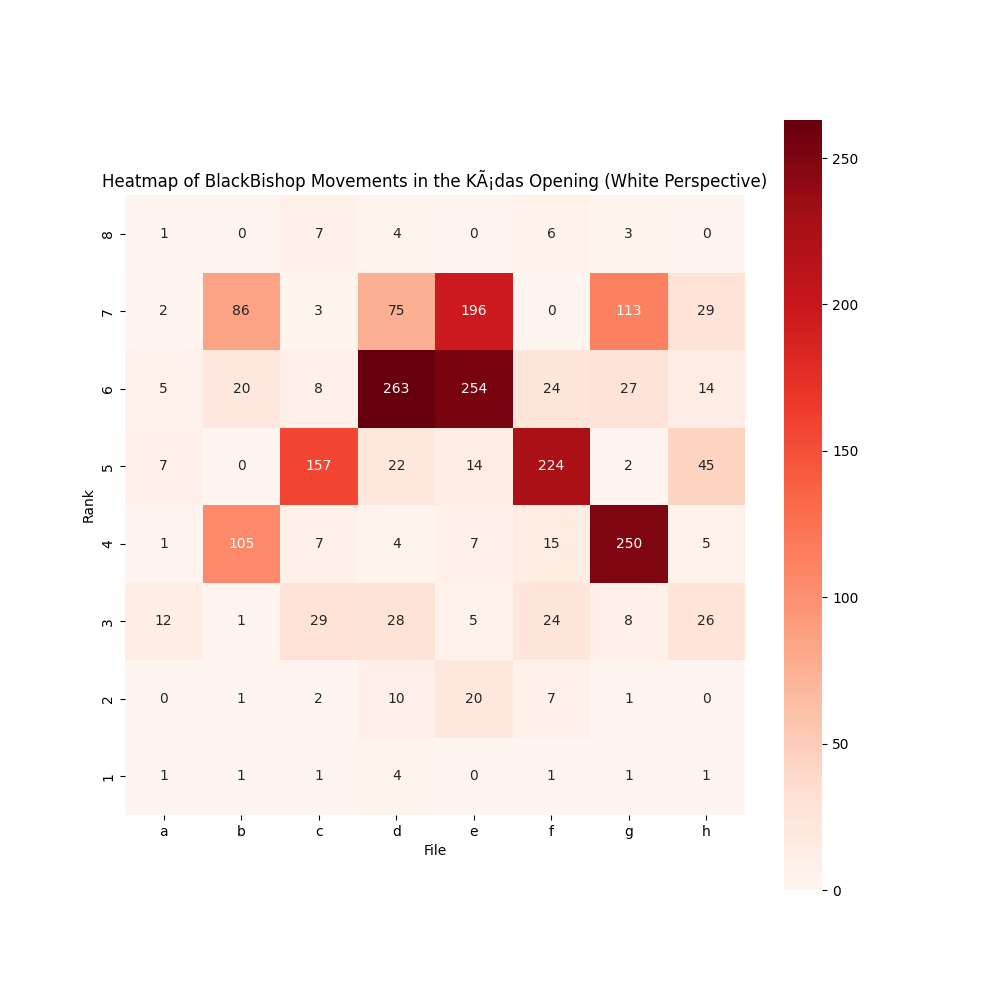 Heatmap of BlackBishop Movements in the KÃ¡das Opening (White Perspective)
250
8 1 0 7 4 0 6 3 0
7 2 86 3 75 196 0 113 29
200
6 5 20 8 263 254 24 27 14
150
5 7 0 157 22 14 224 2 45
Rank
4 1 105 7 4 7 15 250 5
100
3 12 1 29 28 5 24 8 26
2 0 1 2 10 20 7 1 0
50
1 1 1 1 4 0 1 1 1
a b c d e f g h
File
0